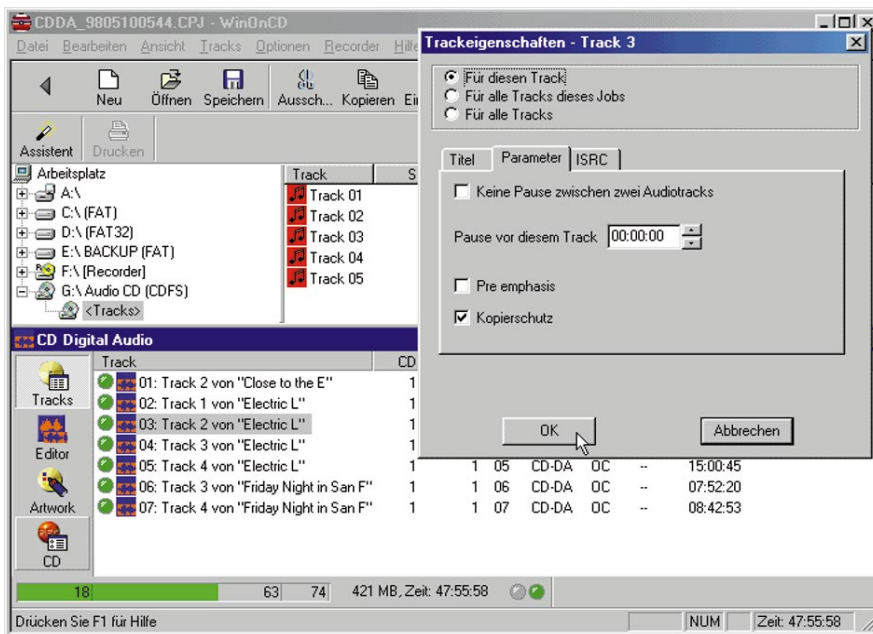 CDDA_9805100544.CPJ - WinOnCD
Datei Bearbeiten Ansicht Tracks Optionen Recorder Hilfe
Neu Öffnen Speichern Aussch... Kopieren Ei
Assistent Drucken
Arbeitsplatz
A:\
C:\ (FAT)
D:\ (FAT32)
E:\ BACKUP (FAT)
F:\ [Recorder]
G:\ Audio CD (CDFS)
<Tracks>
Track S
Track 01
Track 02
Track 03
Track 04
Track 05
Trackeigenschaften - Track 3
Für diesen Track
Für alle Tracks dieses Jobs
Für alle Tracks
Titel Parameter ISRC
Keine Pause zwischen zwei Audiotracks
Pause vor diesem Track 00:00:00
Pre emphasis
Kopierschutz
OK Abbrechen
CD Digital Audio
Tracks
Editor
Artwork
CD
Track CD
01: Track 2 von "Close to the E" 1
02: Track 1 von "Electric L" 1
03: Track 2 von "Electric L" 1
04: Track 3 von "Electric L" 1
05: Track 4 von "Electric L" 1 1 05 CD-DA OC -- 15:00:45
06: Track 3 von "Friday Night in San F" 1 1 06 CD-DA OC -- 07:52:20
07: Track 4 von "Friday Night in San F" 1 1 07 CD-DA OC -- 08:42:53
18 63 74 421 MB, Zeit: 47:55:58
Drücken Sie F1 für Hilfe NUM Zeit: 47:55:58